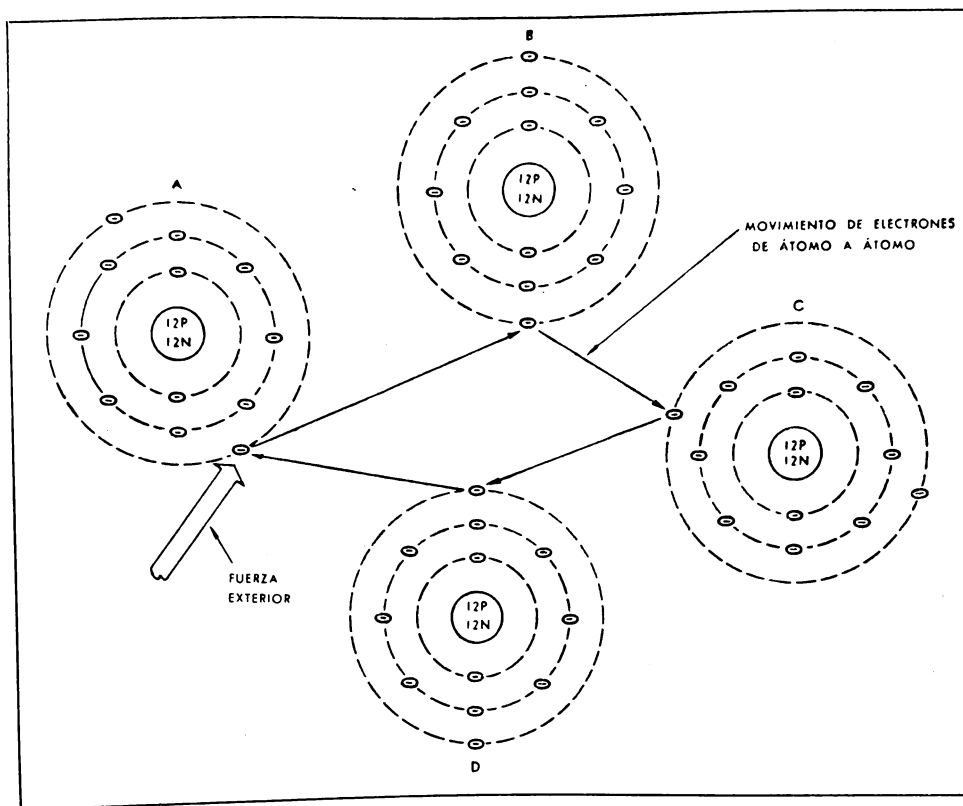 B
A
12P
12N
12P
12N
MOVIMIENTO DE ELECTRONES
DE ÁTOMO A ÁTOMO
C
12P
12N
FUERZA
EXTERIOR
12P
12N
D